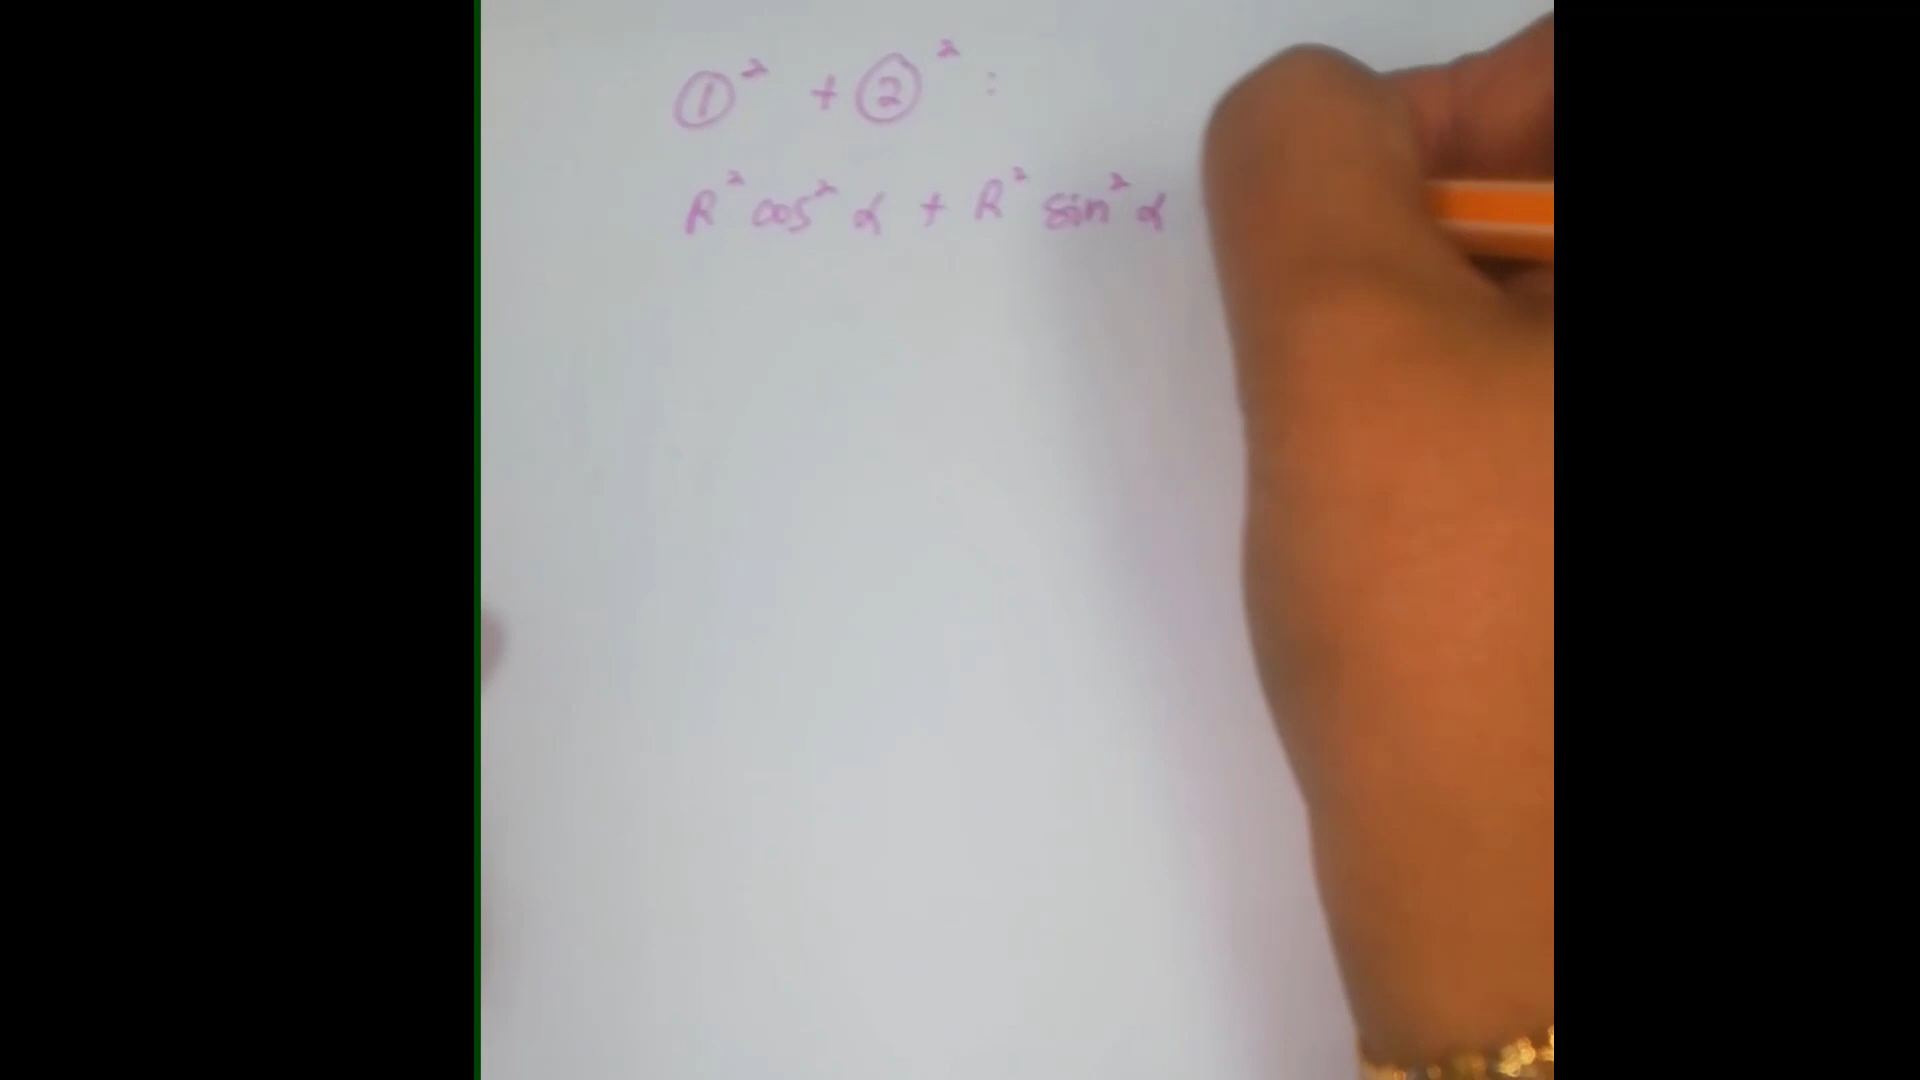 ①² + ②² :
R² cos² α + R² sin² α